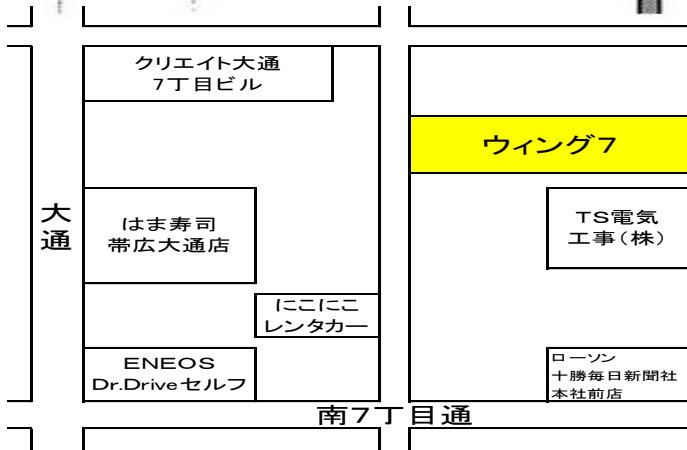 クリエイト大通
7丁目ビル
ウィング7
大通
はま寿司
帯広大通店
TS電気
工事(株)
にこにこ
レンタカー
ENEOS
Dr.Driveセルフ
ローソン
十勝毎日新聞社
本社前店
南7丁目通